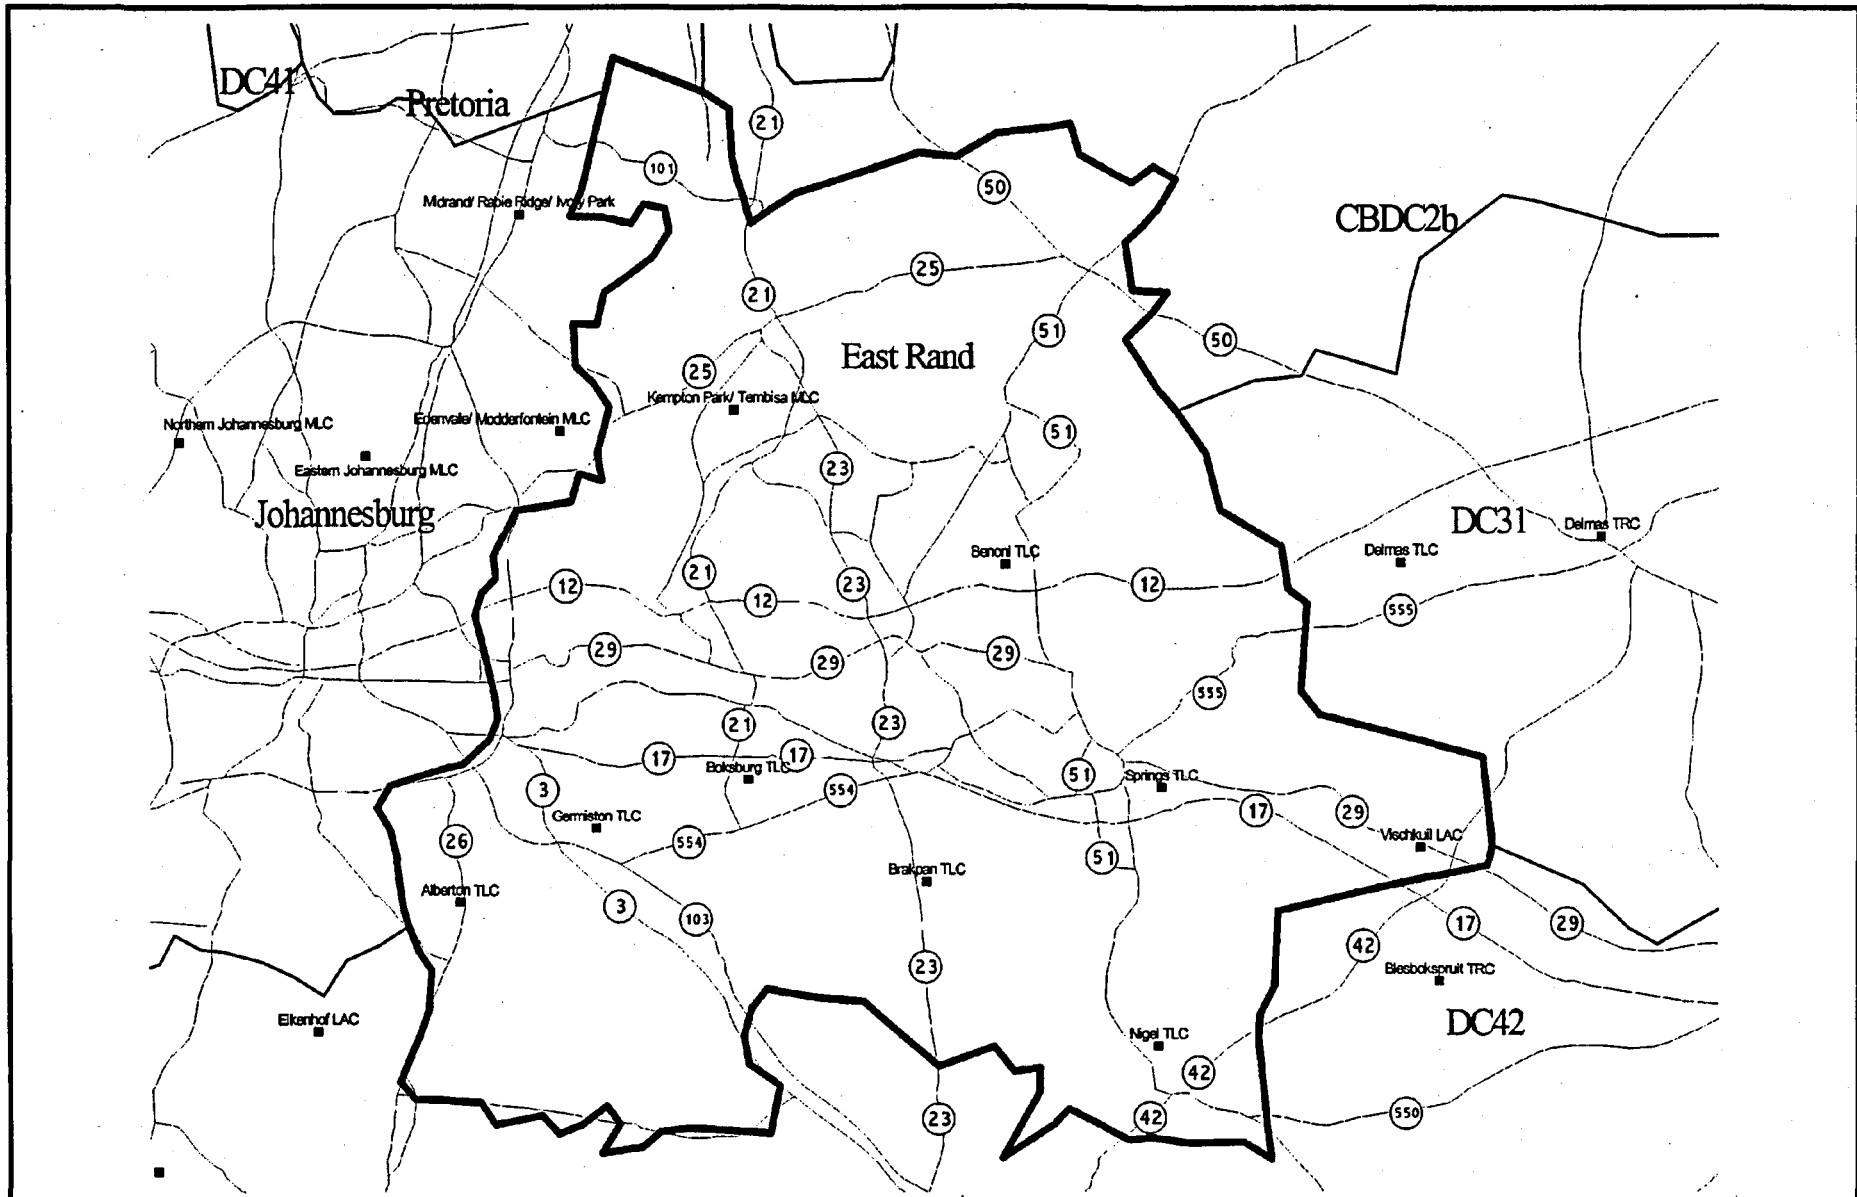 DC41
Pretoria
21
101
Midrand/ Rabie Ridge/ Ivory Park
50
CBDC2b
25
21
51
50
East Rand
25
Kempton Park/ Tembisa MLC
Northern Johannesburg MLC
Edenvale/ Modderfontein MLC
51
Eastern Johannesburg MLC
23
Johannesburg
DC31
Delmas TRC
Benoni TLC
Delmas TLC
21
12
12
23
12
555
29
29
29
555
21
23
17
17
Boksburg TLC
51
Springs TLC
3
554
29
17
Germiston TLC
26
554
Vischkuil LAC
51
Brakpan TLC
Alberton TLC
3
103
17
29
42
23
Blesbokspruit TRC
Eikenhof LAC
DC42
Nigel TLC
42
23
42
550